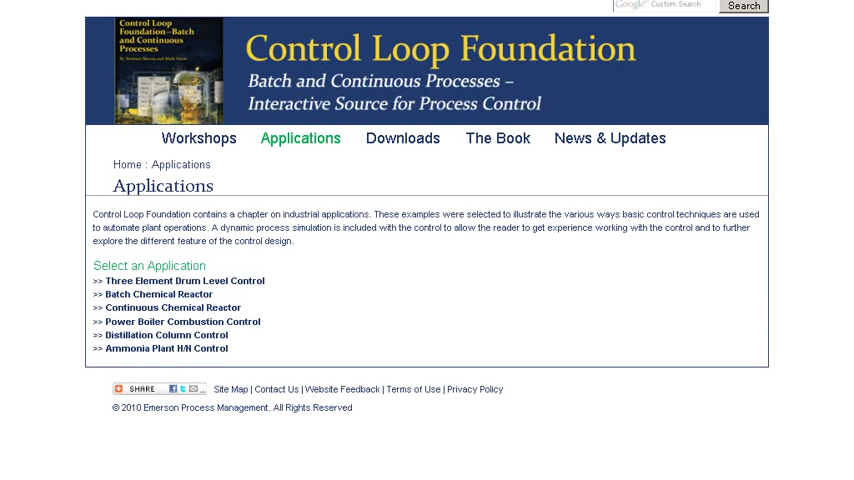 Google™ Custom Search Search
Control Loop
Foundation–Batch
and Continuous
Processes
Control Loop Foundation
Batch and Continuous Processes –
Interactive Source for Process Control
Workshops Applications Downloads The Book News & Updates
Home : Applications
Applications
Control Loop Foundation contains a chapter on industrial applications. These examples were selected to illustrate the various ways basic control techniques are used
to automate plant operations. A dynamic process simulation is included with the control to allow the reader to get experience working with the control and to further
explore the different feature of the control design.
Select an Application
>> Three Element Drum Level Control
>> Batch Chemical Reactor
>> Continuous Chemical Reactor
>> Power Boiler Combustion Control
>> Distillation Column Control
>> Ammonia Plant H/N Control
SHARE Site Map | Contact Us | Website Feedback | Terms of Use | Privacy Policy
© 2010 Emerson Process Management. All Rights Reserved